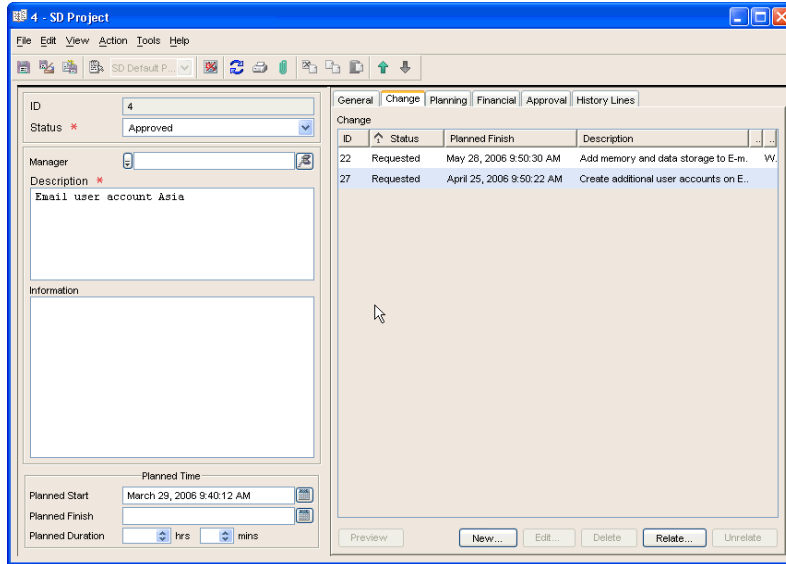 4 - SD Project
File Edit View Action Tools Help
SD Default P...
ID 4
Status * Approved
Manager
Description *
Email user account Asia
Information
Planned Time
Planned Start March 29, 2006 9:40:12 AM
Planned Finish
Planned Duration hrs mins
General Change Planning Financial Approval History Lines
Change
ID Status Planned Finish Description .. ..
22 Requested May 28, 2006 9:50:30 AM Add memory and data storage to E-m. W.
27 Requested April 25, 2006 9:50:22 AM Create additional user accounts on E..
Preview New... Edit... Delete Relate... Unrelate